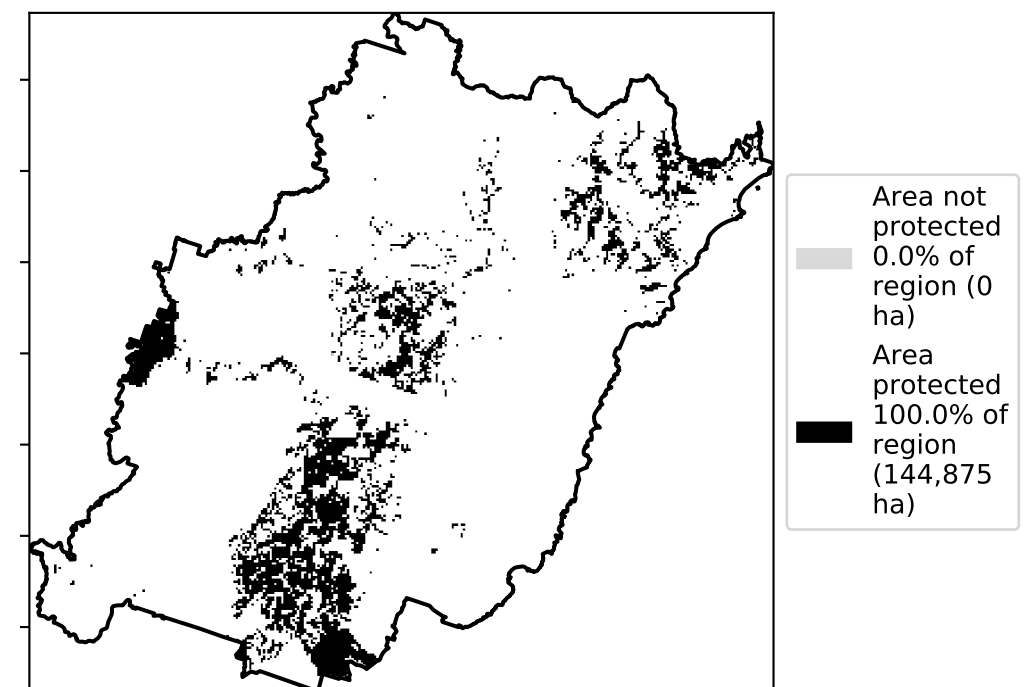 Area not
protected
0.0% of
region (0
ha)
Area
protected
100.0% of
region
(144,875
ha)